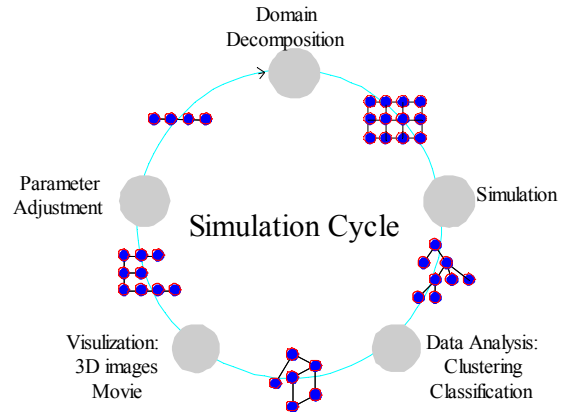 Domain
Decomposition
Simulation
Data Analysis:
Clustering
Classification
Visulization:
3D images
Movie
Parameter
Adjustment
Simulation Cycle